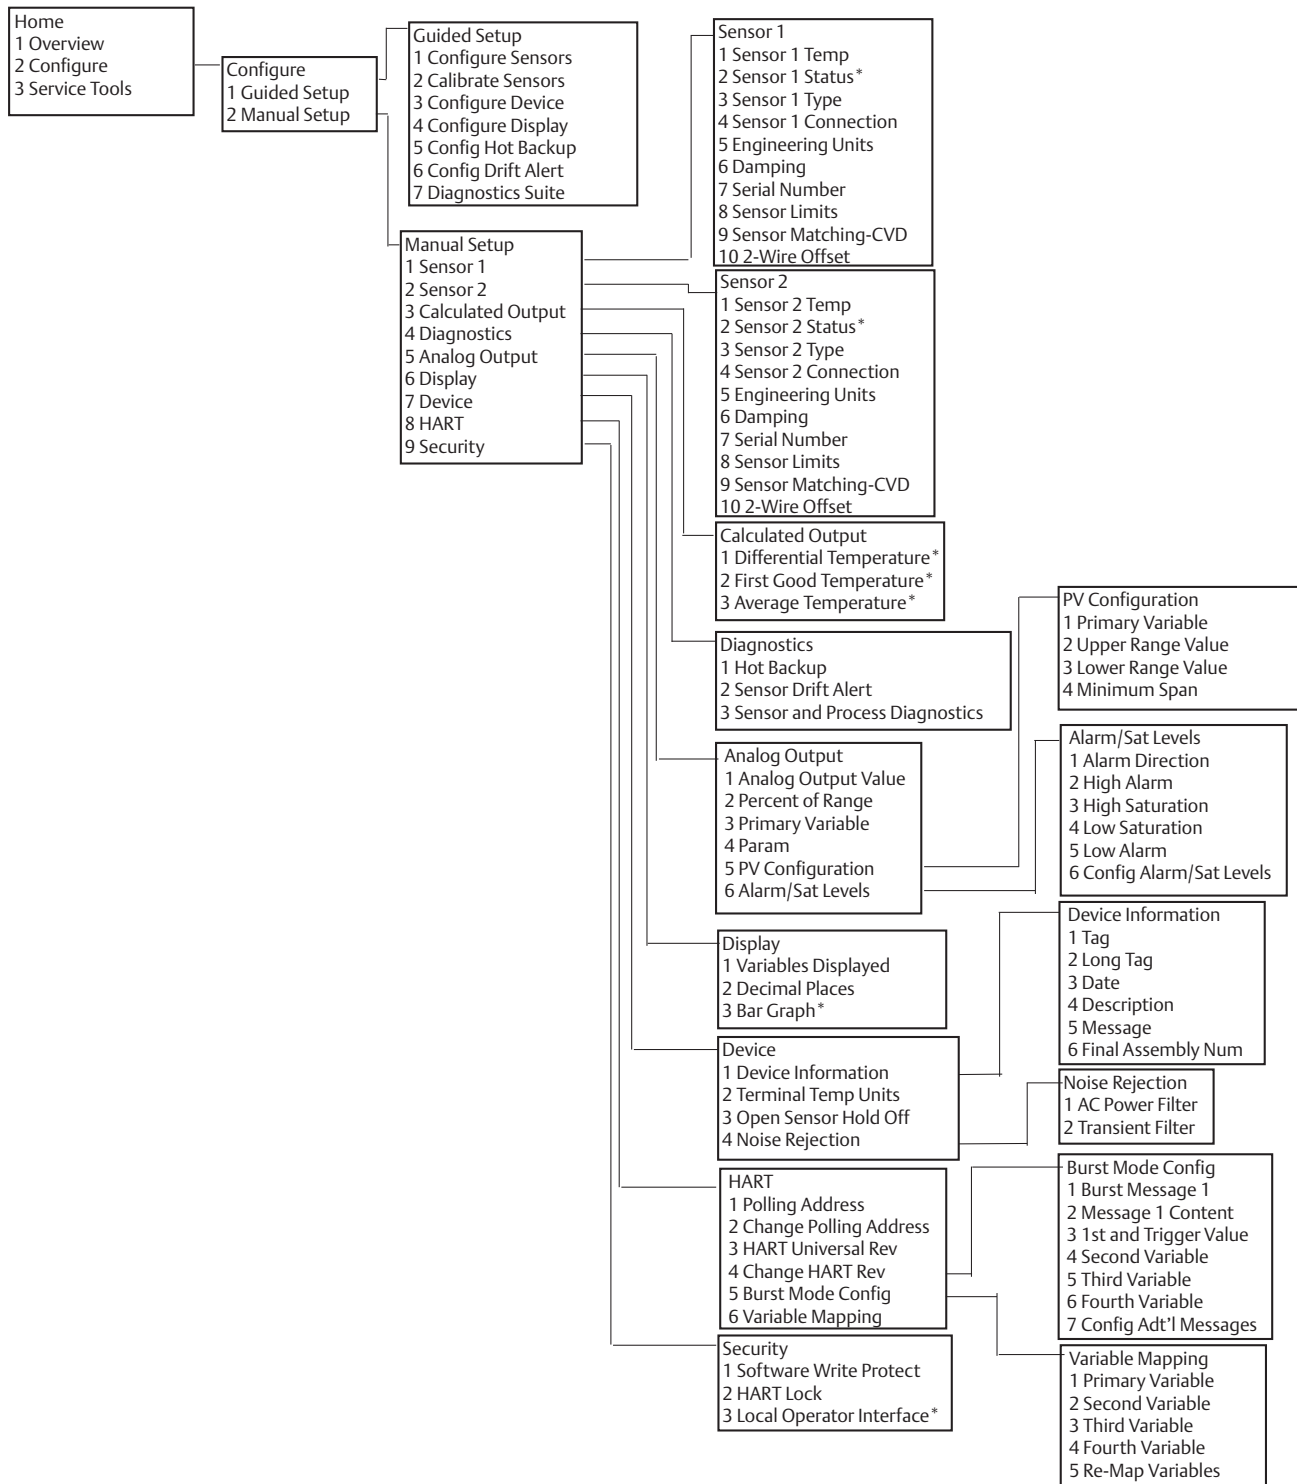 Home
1 Overview
2 Configure
3 Service Tools
Configure
1 Guided Setup
2 Manual Setup
Guided Setup
1 Configure Sensors
2 Calibrate Sensors
3 Configure Device
4 Configure Display
5 Config Hot Backup
6 Config Drift Alert
7 Diagnostics Suite
Manual Setup
1 Sensor 1
2 Sensor 2
3 Calculated Output
4 Diagnostics
5 Analog Output
6 Display
7 Device
8 HART
9 Security
Sensor 1
1 Sensor 1 Temp
2 Sensor 1 Status*
3 Sensor 1 Type
4 Sensor 1 Connection
5 Engineering Units
6 Damping
7 Serial Number
8 Sensor Limits
9 Sensor Matching-CVD
10 2-Wire Offset
Sensor 2
1 Sensor 2 Temp
2 Sensor 2 Status*
3 Sensor 2 Type
4 Sensor 2 Connection
5 Engineering Units
6 Damping
7 Serial Number
8 Sensor Limits
9 Sensor Matching-CVD
10 2-Wire Offset
Calculated Output
1 Differential Temperature*
2 First Good Temperature*
3 Average Temperature*
Diagnostics
1 Hot Backup
2 Sensor Drift Alert
3 Sensor and Process Diagnostics
Analog Output
1 Analog Output Value
2 Percent of Range
3 Primary Variable
4 Param
5 PV Configuration
6 Alarm/Sat Levels
Display
1 Variables Displayed
2 Decimal Places
3 Bar Graph*
Device
1 Device Information
2 Terminal Temp Units
3 Open Sensor Hold Off
4 Noise Rejection
HART
1 Polling Address
2 Change Polling Address
3 HART Universal Rev
4 Change HART Rev
5 Burst Mode Config
6 Variable Mapping
Security
1 Software Write Protect
2 HART Lock
3 Local Operator Interface*
PV Configuration
1 Primary Variable
2 Upper Range Value
3 Lower Range Value
4 Minimum Span
Alarm/Sat Levels
1 Alarm Direction
2 High Alarm
3 High Saturation
4 Low Saturation
5 Low Alarm
6 Config Alarm/Sat Levels
Device Information
1 Tag
2 Long Tag
3 Date
4 Description
5 Message
6 Final Assembly Num
Noise Rejection
1 AC Power Filter
2 Transient Filter
Burst Mode Config
1 Burst Message 1
2 Message 1 Content
3 1st and Trigger Value
4 Second Variable
5 Third Variable
6 Fourth Variable
7 Config Adt'l Messages
Variable Mapping
1 Primary Variable
2 Second Variable
3 Third Variable
4 Fourth Variable
5 Re-Map Variables